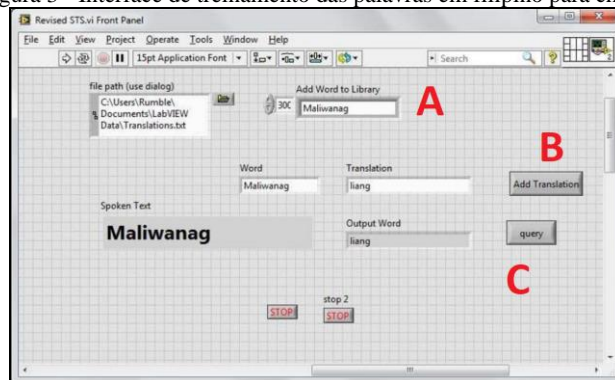 Interface de treinamento das palavras em filipino para
Revised STS.vi Front Panel
File Edit View Project Operate Tools Window Help
15pt Application Font
Search
2
file path (use dialog)
C:\Users\Rumble\
Documents\LabVIEW
Data\Translations.txt
Add Word to Library
300
Maliwanag
A
B
Word
Maliwanag
Translation
liang
Add Translation
Spoken Text
Maliwanag
Output Word
liang
query
C
STOP
stop 2
STOP